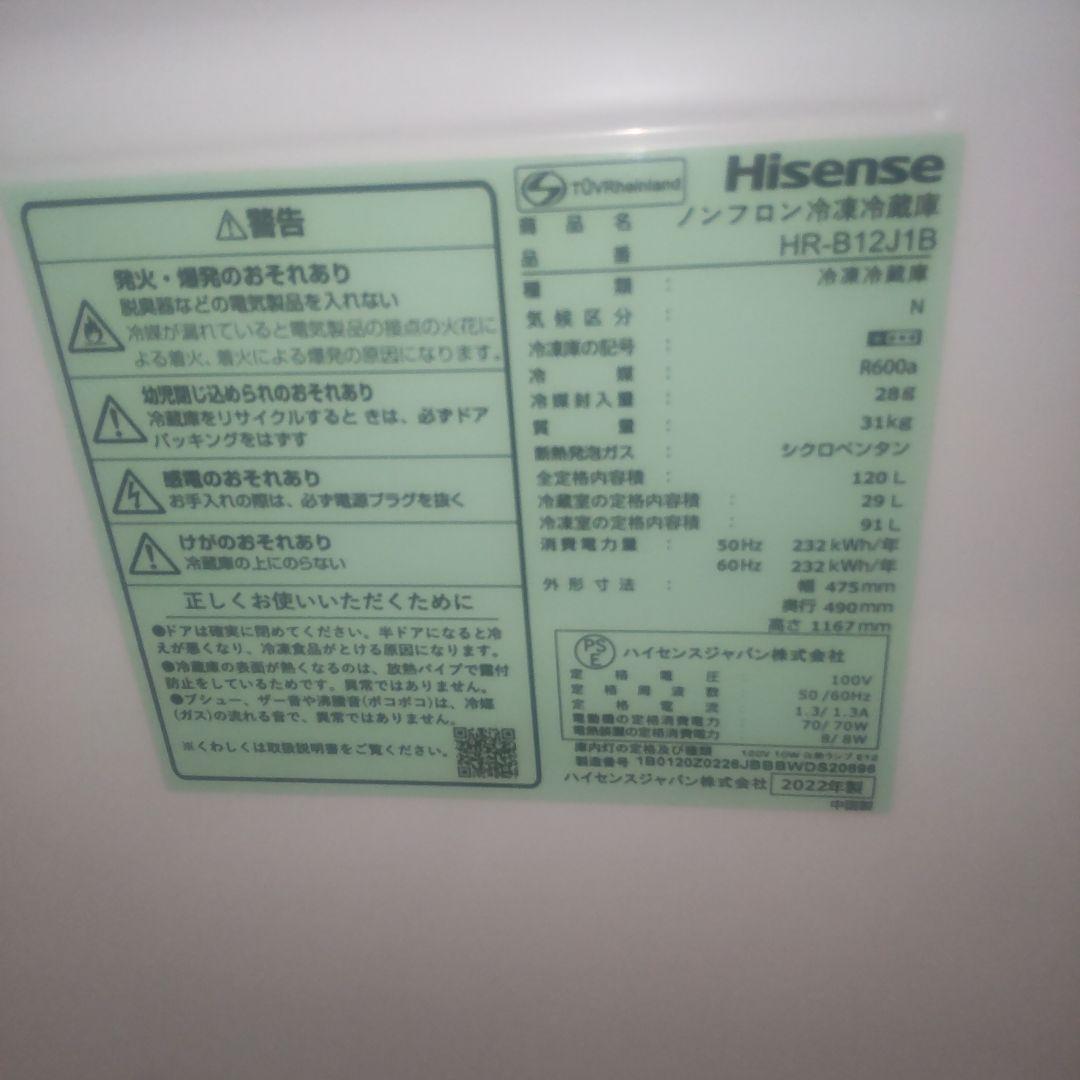 ⚠警告
発火・爆発のおそれあり
脱臭器などの電気製品を入れない
冷媒が漏れていると電気製品の接点の火花に
よる着火、着火による爆発の原因になります。
幼児閉じ込められのおそれあり
冷蔵庫をリサイクルするときは、必ずドア
パッキングをはずす
感電のおそれあり
お手入れの際は、必ず電源プラグを抜く
けがのおそれあり
冷蔵庫の上にのらない
正しくお使いいただくために
●ドアは確実に閉めてください。半ドアになると冷
えが悪くなり、冷凍食品がとける原因になります。
●冷蔵庫の表面が熱くなるのは、放熱パイプで露付
防止をしているためです。異常ではありません。
●ブシュー、ザー音や沸騰音(ポコポコ)は、冷媒
(ガス)の流れる音で、異常ではありません。
※くわしくは取扱説明書をご覧ください。
TÜVRheinland
Hisense
商品名 ノンフロン冷凍冷蔵庫
品番 HR-B12J1B
種類 : 冷凍冷蔵庫
気候区分 : N
冷凍庫の記号 :
冷媒 : R600a
冷媒封入量 : 28g
質量 : 31kg
断熱発泡ガス : シクロペンタン
全定格内容積 : 120 L
冷蔵室の定格内容積 : 29 L
冷凍室の定格内容積 : 91 L
消費電力量 : 50Hz 232 kWh/年
60Hz 232 kWh/年
外形寸法 : 幅 475mm
奥行 490mm
高さ 1167mm
PSE ハイセンスジャパン株式会社
定格電圧 : 100V
定格周波数 : 50/60Hz
定格電流 : 1.3/1.3A
電動機の定格消費電力 : 70/70W
電熱装置の定格消費電力 : 8/8W
庫内灯の定格及び種類 100V 10W
製造番号 1B0120Z0226JBBBWDS20696
ハイセンスジャパン株式会社 2022年製
中国製